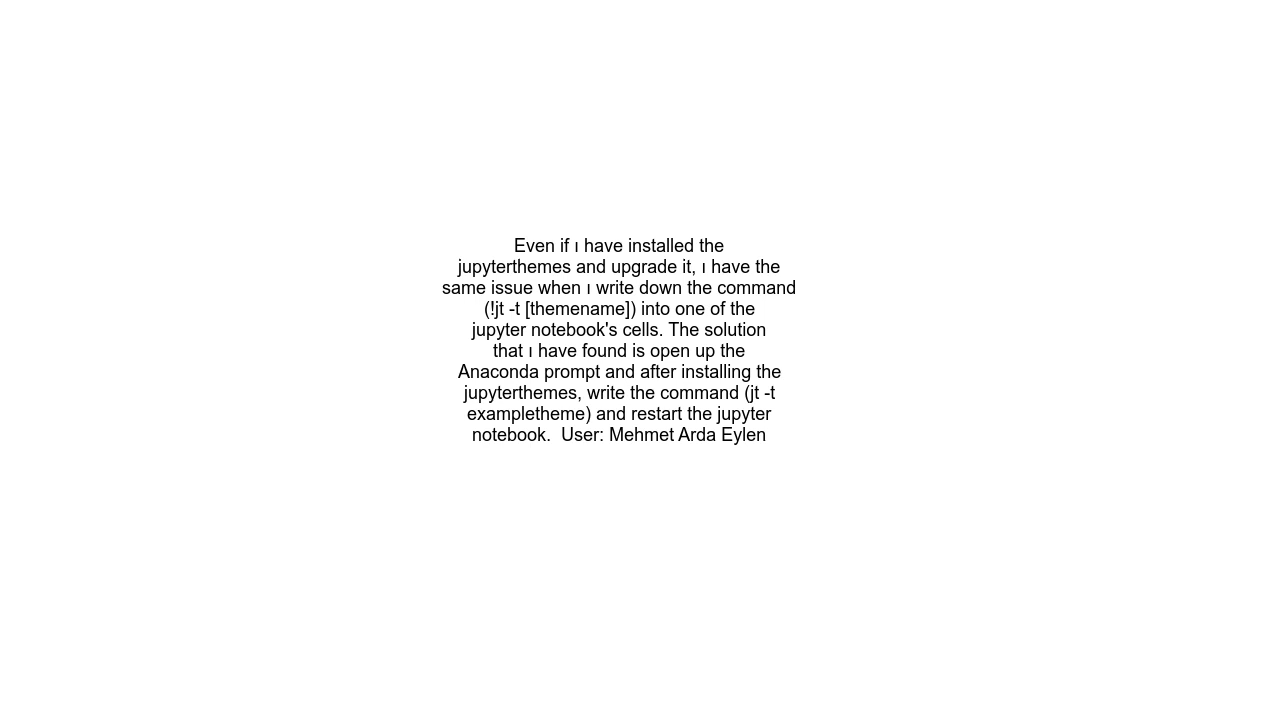 Even if ı have installed the
jupyterthemes and upgrade it, ı have the
same issue when ı write down the command
(!jt -t [themename]) into one of the
jupyter notebook's cells. The solution
that ı have found is open up the
Anaconda prompt and after installing the
jupyterthemes, write the command (jt -t
exampletheme) and restart the jupyter
notebook.  User: Mehmet Arda Eylen